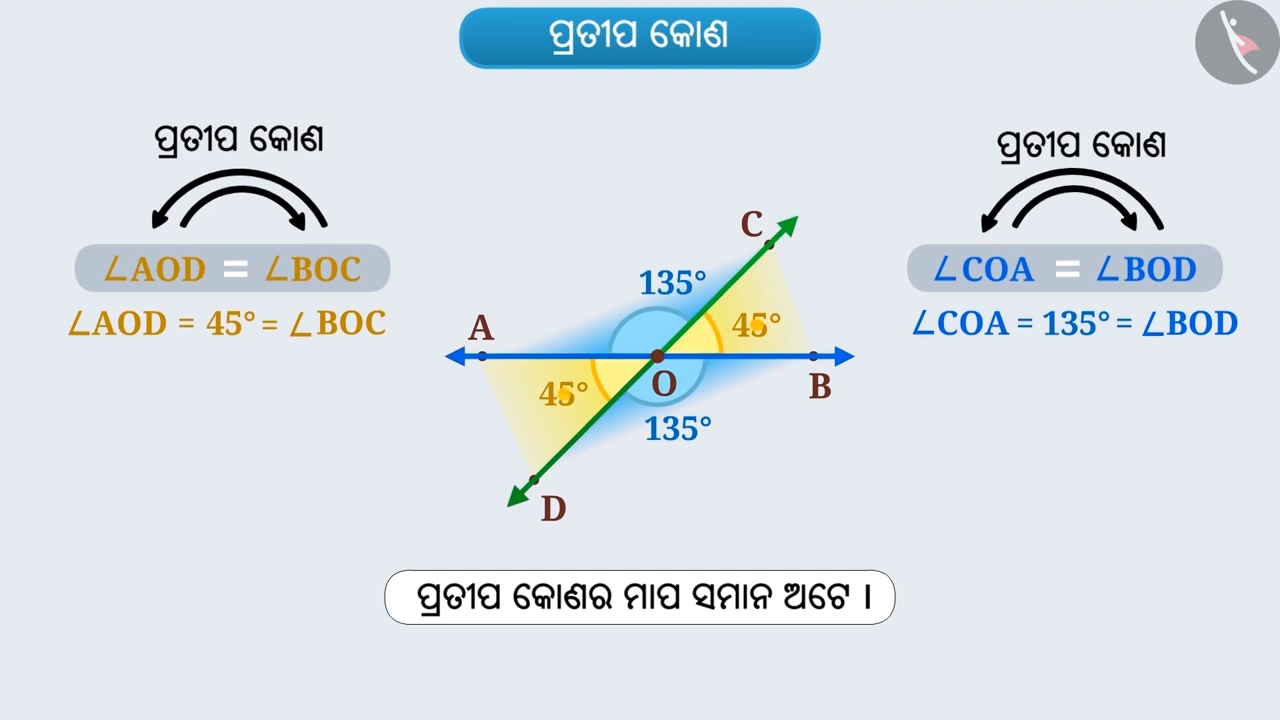 ପ୍ରତୀପ କୋଣ
ପ୍ରତୀପ କୋଣ
∠AOD = ∠BOC
∠AOD = 45° = ∠BOC
ପ୍ରତୀପ କୋଣ
∠COA = ∠BOD
∠COA = 135° = ∠BOD
C
135°
A
45°
O
B
45°
135°
D
ପ୍ରତୀପ କୋଣର ମାପ ସମାନ ଅଟେ ।